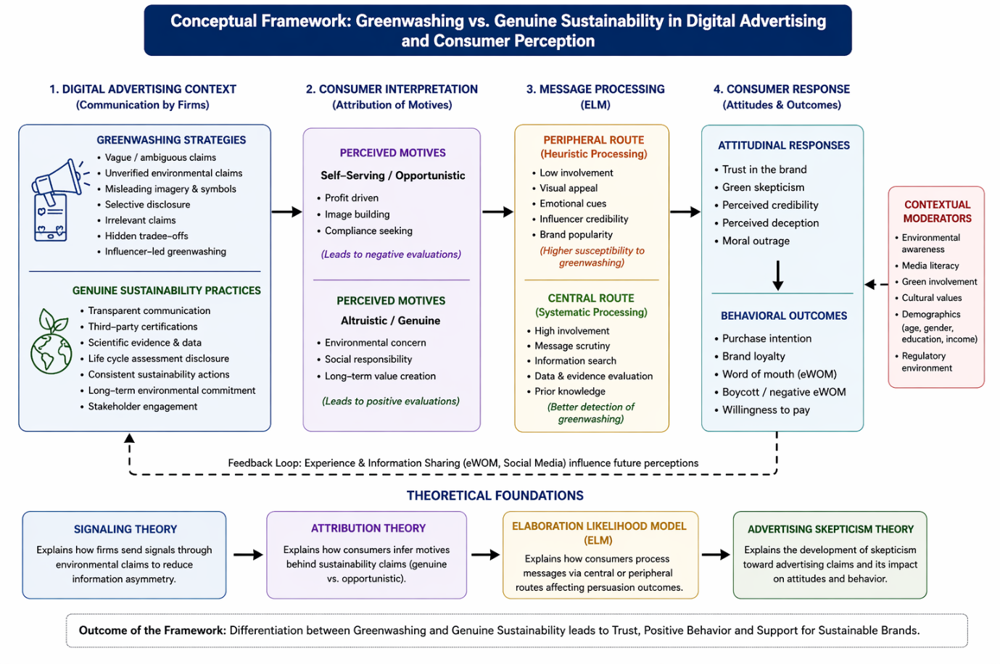 Conceptual Framework: Greenwashing vs. Genuine Sustainability in Digital Advertising
and Consumer Perception
1. DIGITAL ADVERTISING CONTEXT
(Communication by Firms)
GREENWASHING STRATEGIES
• Vague / ambiguous claims
• Unverified environmental claims
• Misleading imagery & symbols
• Selective disclosure
• Irrelevant claims
• Hidden tradee-offs
• Influencer-led greenwashing
GENUINE SUSTAINABILITY PRACTICES
• Transparent communication
• Third-party certifications
• Scientific evidence & data
• Life cycle assessment disclosure
• Consistent sustainability actions
• Long-term environmental commitment
• Stakeholder engagement
2. CONSUMER INTERPRETATION
(Attribution of Motives)
PERCEIVED MOTIVES
Self-Serving / Opportunistic
• Profit driven
• Image building
• Compliance seeking
(Leads to negative evaluations)
PERCEIVED MOTIVES
Altruistic / Genuine
• Environmental concern
• Social responsibility
• Long-term value creation
(Leads to positive evaluations)
3. MESSAGE PROCESSING
(ELM)
PERIPHERAL ROUTE
(Heuristic Processing)
• Low involvement
• Visual appeal
• Emotional cues
• Influencer credibility
• Brand popularity
(Higher susceptibility to
greenwashing)
CENTRAL ROUTE
(Systematic Processing)
• High involvement
• Message scrutiny
• Information search
• Data & evidence evaluation
• Prior knowledge
(Better detection of
greenwashing)
4. CONSUMER RESPONSE
(Attitudes & Outcomes)
ATTITUDINAL RESPONSES
• Trust in the brand
• Green skepticism
• Perceived credibility
• Perceived deception
• Moral outrage
BEHAVIORAL OUTCOMES
• Purchase intention
• Brand loyalty
• Word of mouth (eWOM)
• Boycott / negative eWOM
• Willingness to pay
CONTEXTUAL
MODERATORS
• Environmental
awareness
• Media literacy
• Green involvement
• Cultural values
• Demographics
(age, gender,
education, income)
• Regulatory
environment
Feedback Loop: Experience & Information Sharing (eWOM, Social Media) influence future perceptions
THEORETICAL FOUNDATIONS
SIGNALING THEORY
Explains how firms send signals through
environmental claims to reduce
information asymmetry.
ATTRIBUTION THEORY
Explains how consumers infer motives
behind sustainability claims (genuine
vs. opportunistic).
ELABORATION LIKELIHOOD MODEL
(ELM)
Explains how consumers process
messages via central or peripheral
routes affecting persuasion outcomes.
ADVERTISING SKEPTICISM THEORY
Explains the development of skepticism
toward advertising claims and its impact
on attitudes and behavior.
Outcome of the Framework: Differentiation between Greenwashing and Genuine Sustainability leads to Trust, Positive Behavior and Support for Sustainable Brands.